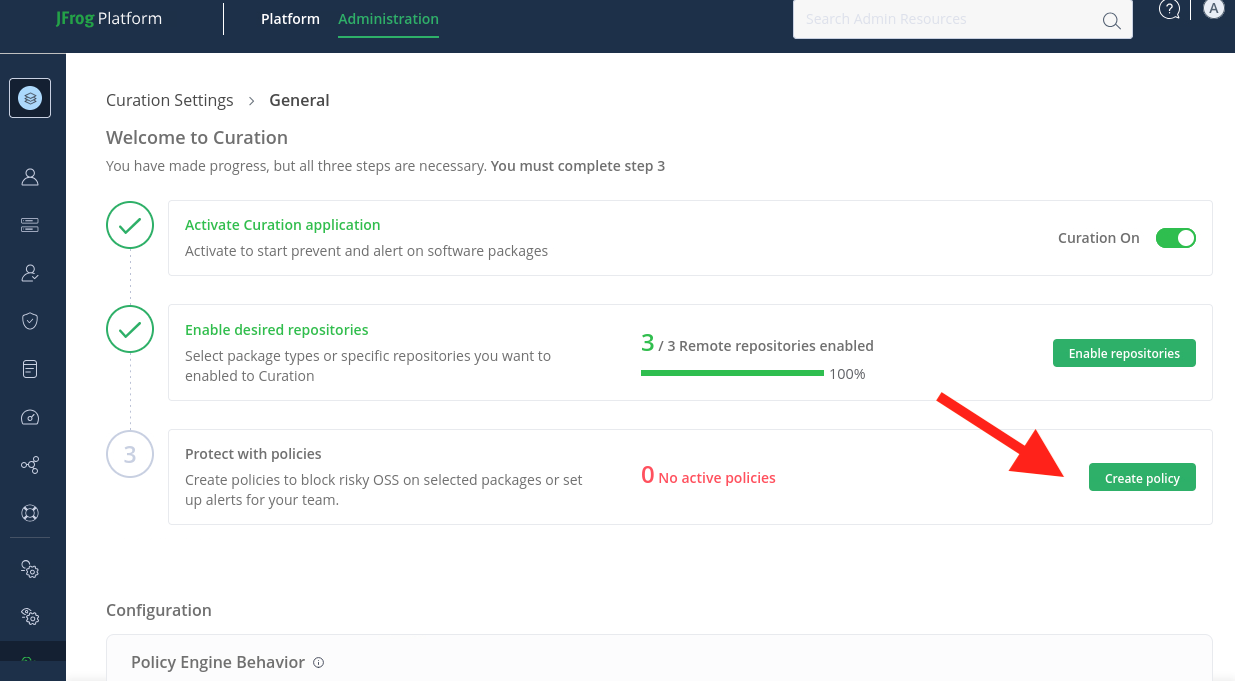 JFrog Platform
Platform
Administration
Search Admin Resources
A
Curation Settings > General
Welcome to Curation
You have made progress, but all three steps are necessary. You must complete step 3
Activate Curation application
Activate to start prevent and alert on software packages
Curation On
Enable desired repositories
Select package types or specific repositories you want to
enabled to Curation
3 / 3 Remote repositories enabled
100%
Enable repositories
3
Protect with policies
Create policies to block risky OSS on selected packages or set
up alerts for your team.
0 No active policies
Create policy
Configuration
Policy Engine Behavior